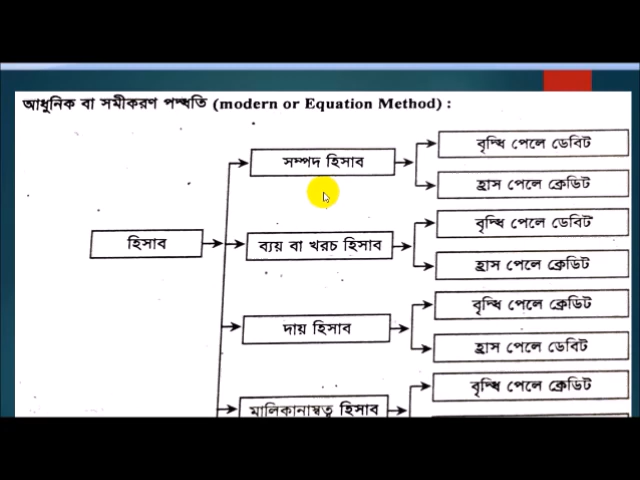 আধুনিক বা সমীকরণ পদ্ধতি (modern or Equation Method) :
হিসাব
সম্পদ হিসাব
বৃদ্ধি পেলে ডেবিট
হ্রাস পেলে ক্রেডিট
ব্যয় বা খরচ হিসাব
বৃদ্ধি পেলে ডেবিট
হ্রাস পেলে ক্রেডিট
দায় হিসাব
বৃদ্ধি পেলে ক্রেডিট
হ্রাস পেলে ডেবিট
মালিকানাস্বত্ব হিসাব
বৃদ্ধি পেলে ক্রেডিট